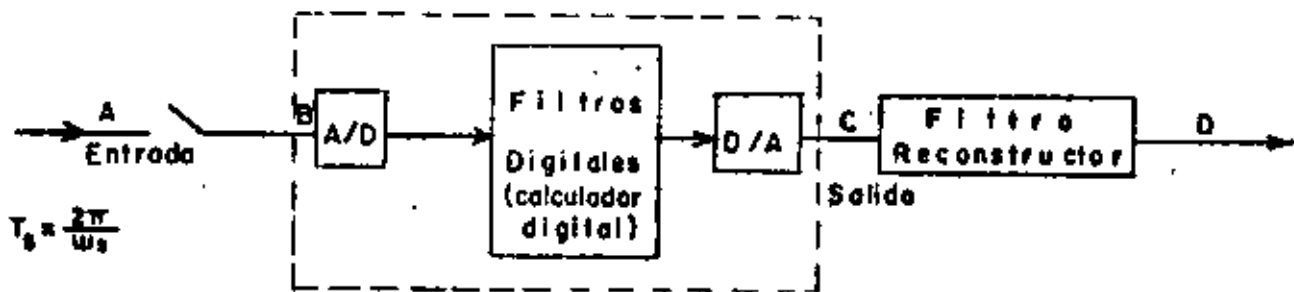 A
Entrada
B
A/D
Filtros
Digitales
(calculador
digital)
D/A
C
Salida
Filtro
Reconstructor
D
Ts = 2π/ωs